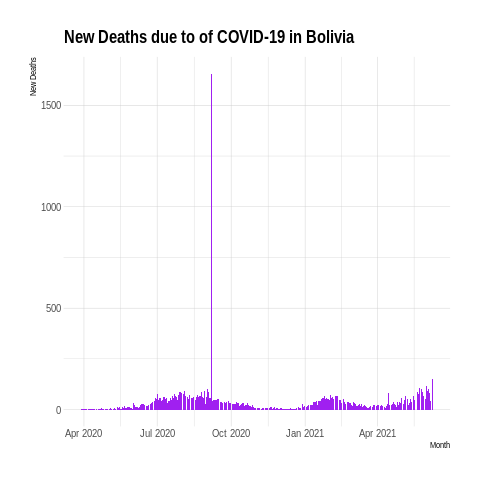 New Deaths due to of COVID-19 in Bolivia
New Deaths
1500
1000
500
0
Apr 2020 Jul 2020 Oct 2020 Jan 2021 Apr 2021
Month